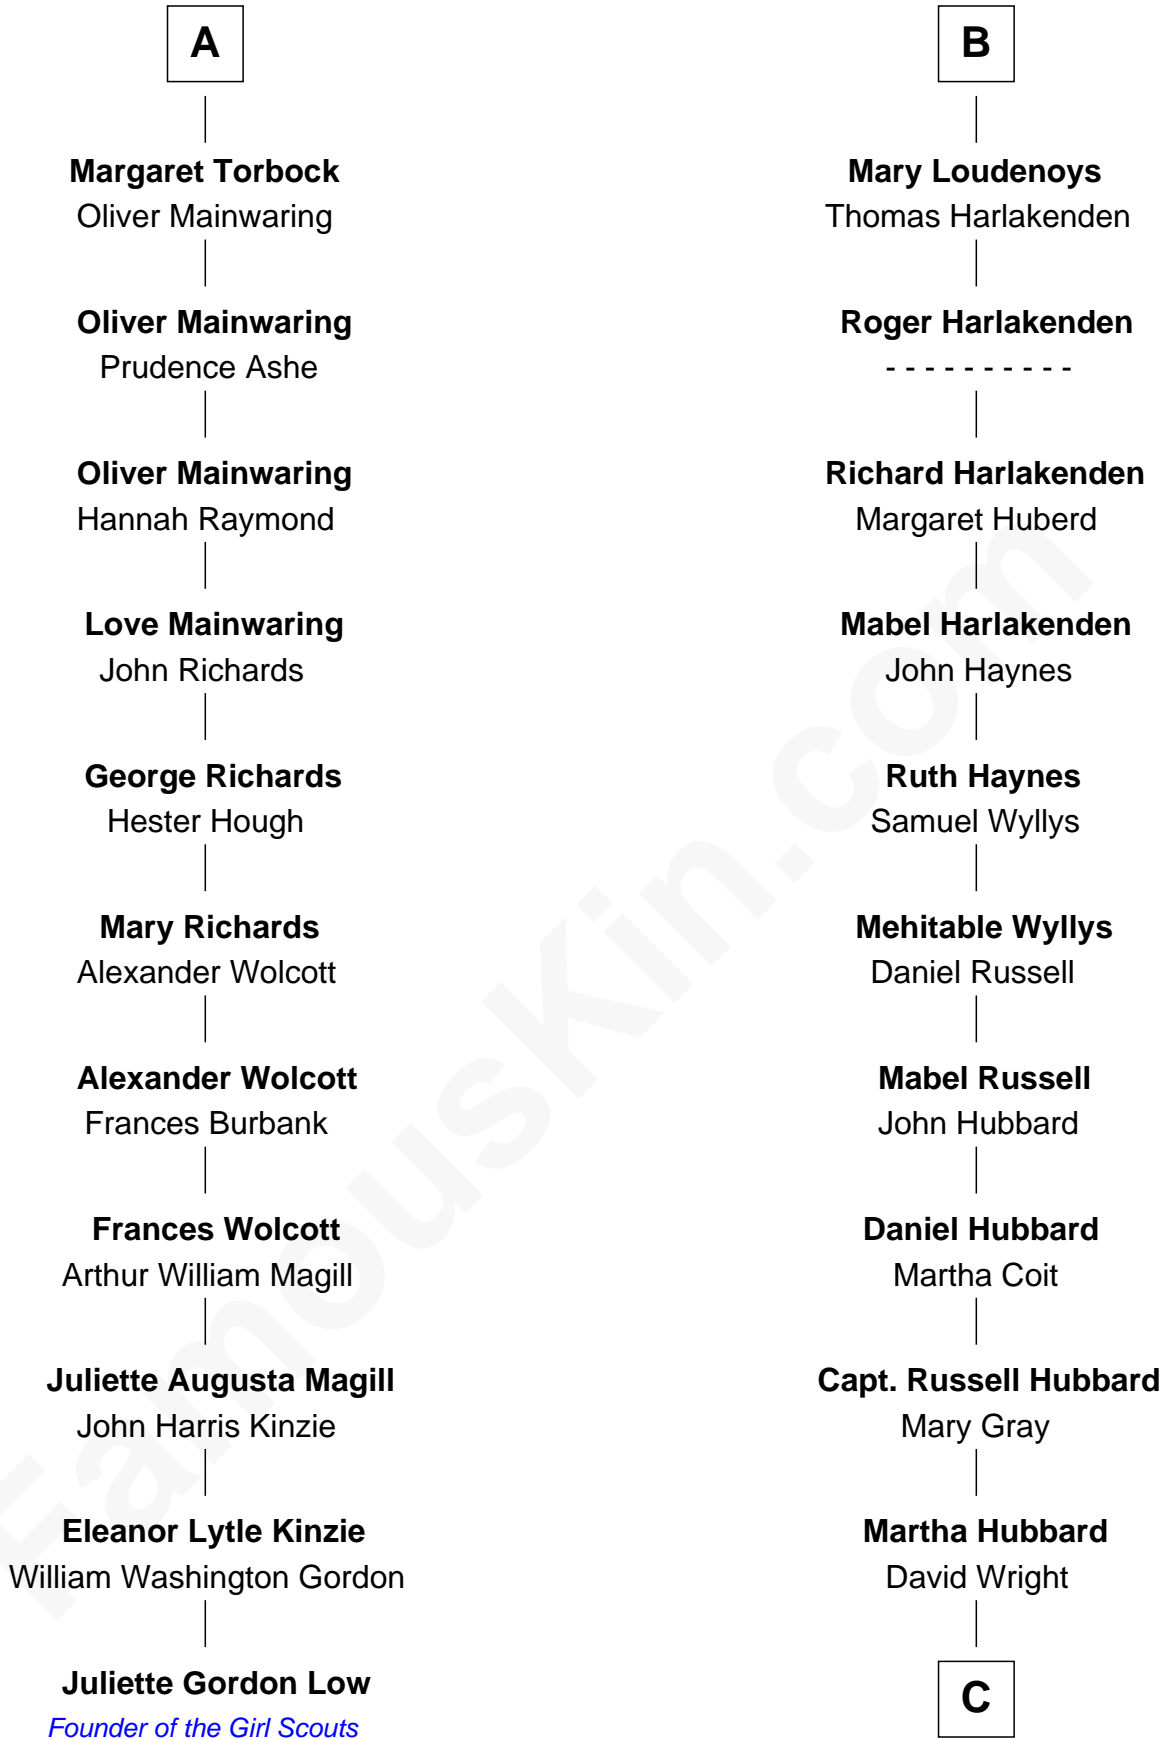 A
Margaret Torbock
Oliver Mainwaring
Oliver Mainwaring
Prudence Ashe
Oliver Mainwaring
Hannah Raymond
Love Mainwaring
John Richards
George Richards
Hester Hough
Mary Richards
Alexander Wolcott
Alexander Wolcott
Frances Burbank
Frances Wolcott
Arthur William Magill
Juliette Augusta Magill
John Harris Kinzie
Eleanor Lytle Kinzie
William Washington Gordon
Juliette Gordon Low
Founder of the Girl Scouts
B
Mary Loudenoys
Thomas Harlakenden
Roger Harlakenden
- - - - - - - - - -
Richard Harlakenden
Margaret Huberd
Mabel Harlakenden
John Haynes
Ruth Haynes
Samuel Wyllys
Mehitable Wyllys
Daniel Russell
Mabel Russell
John Hubbard
Daniel Hubbard
Martha Coit
Capt. Russell Hubbard
Mary Gray
Martha Hubbard
David Wright
C
FamousKin.com